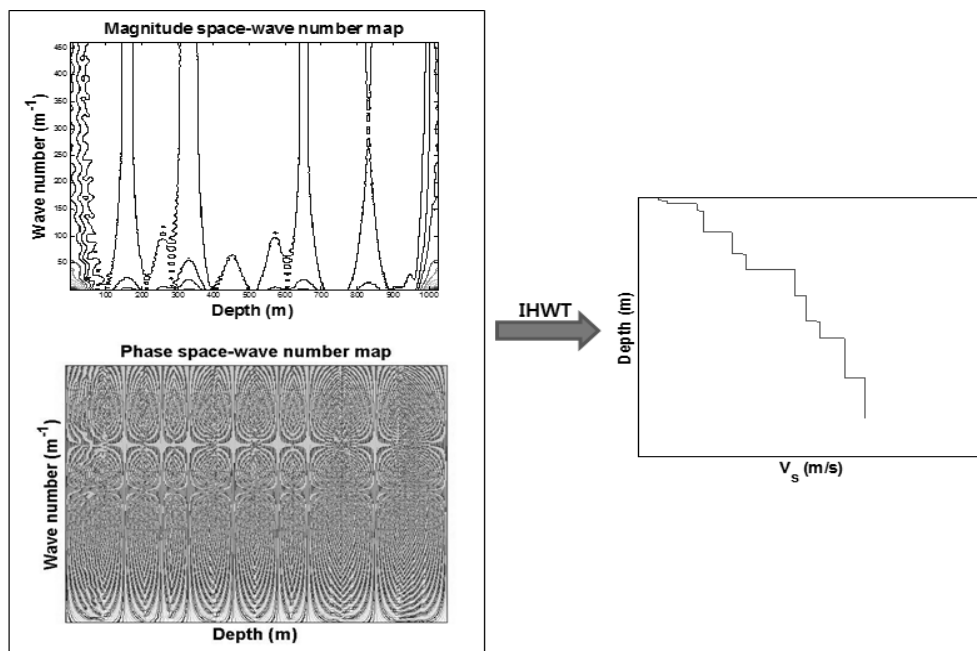 Magnitude space-wave number map
Wave number (m⁻¹)
450
400
350
300
250
200
150
100
50
100 200 300 400 500 600 700 800 900 1000
Depth (m)
Phase space-wave number map
Wave number (m⁻¹)
Depth (m)
IHWT
Depth (m)
Vₛ (m/s)